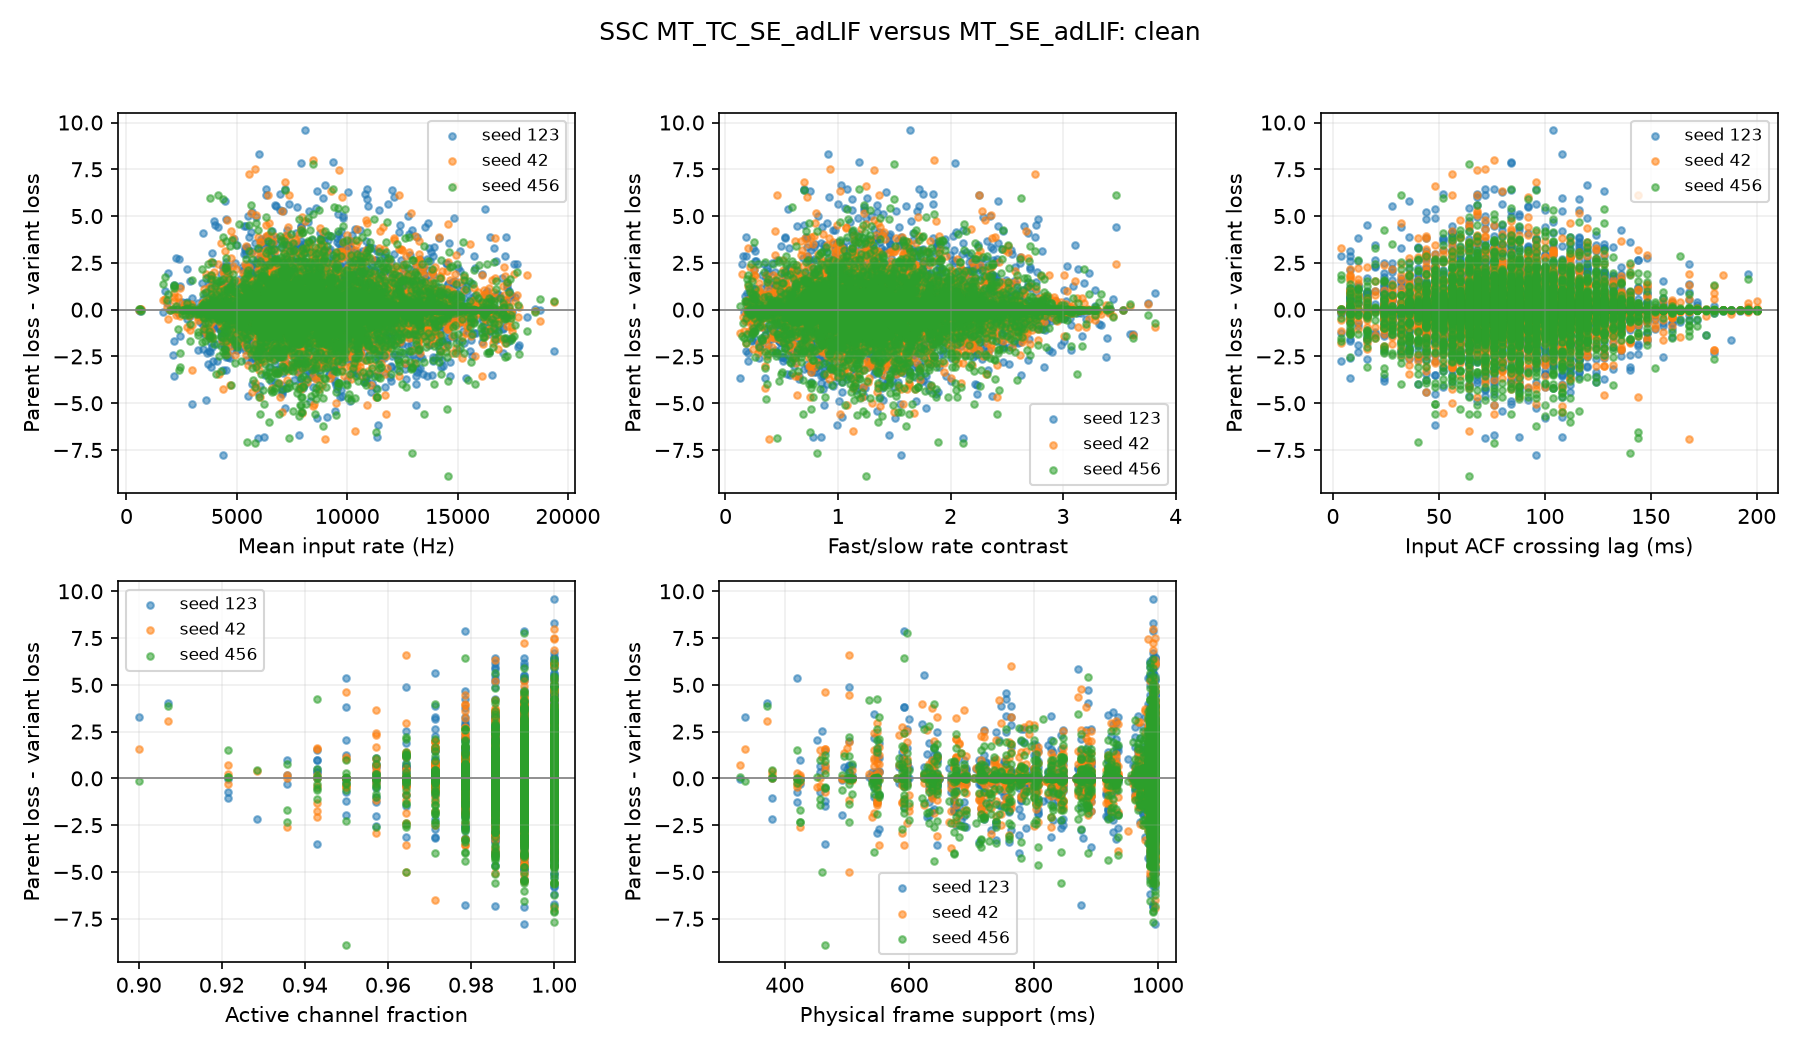 SSC MT_TC_SE_adLIF versus MT_SE_adLIF: clean
Parent loss - variant loss
10.0
7.5
5.0
2.5
0.0
−2.5
−5.0
−7.5
seed 123
seed 42
seed 456
0
5000
10000
15000
20000
Mean input rate (Hz)
Parent loss - variant loss
10.0
7.5
5.0
2.5
0.0
−2.5
−5.0
−7.5
seed 123
seed 42
seed 456
0
1
2
3
4
Fast/slow rate contrast
Parent loss - variant loss
10.0
7.5
5.0
2.5
0.0
−2.5
−5.0
−7.5
seed 123
seed 42
seed 456
0
50
100
150
200
Input ACF crossing lag (ms)
Parent loss - variant loss
10.0
7.5
5.0
2.5
0.0
−2.5
−5.0
−7.5
seed 123
seed 42
seed 456
0.90
0.92
0.94
0.96
0.98
1.00
Active channel fraction
Parent loss - variant loss
10.0
7.5
5.0
2.5
0.0
−2.5
−5.0
−7.5
seed 123
seed 42
seed 456
400
600
800
1000
Physical frame support (ms)